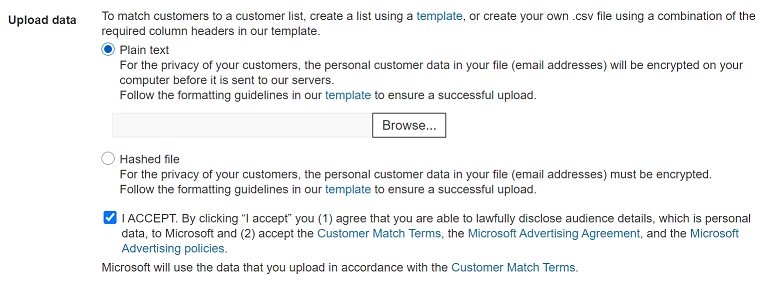 Upload data
To match customers to a customer list, create a list using a template, or create your own .csv file using a combination of the
required column headers in our template.
Plain text
For the privacy of your customers, the personal customer data in your file (email addresses) will be encrypted on your
computer before it is sent to our servers.
Follow the formatting guidelines in our template to ensure a successful upload.
Browse...
Hashed file
For the privacy of your customers, the personal customer data in your file (email addresses) must be encrypted.
Follow the formatting guidelines in our template to ensure a successful upload.
I ACCEPT. By clicking “I accept” you (1) agree that you are able to lawfully disclose audience details, which is personal
data, to Microsoft and (2) accept the Customer Match Terms, the Microsoft Advertising Agreement, and the Microsoft
Advertising policies.
Microsoft will use the data that you upload in accordance with the Customer Match Terms.